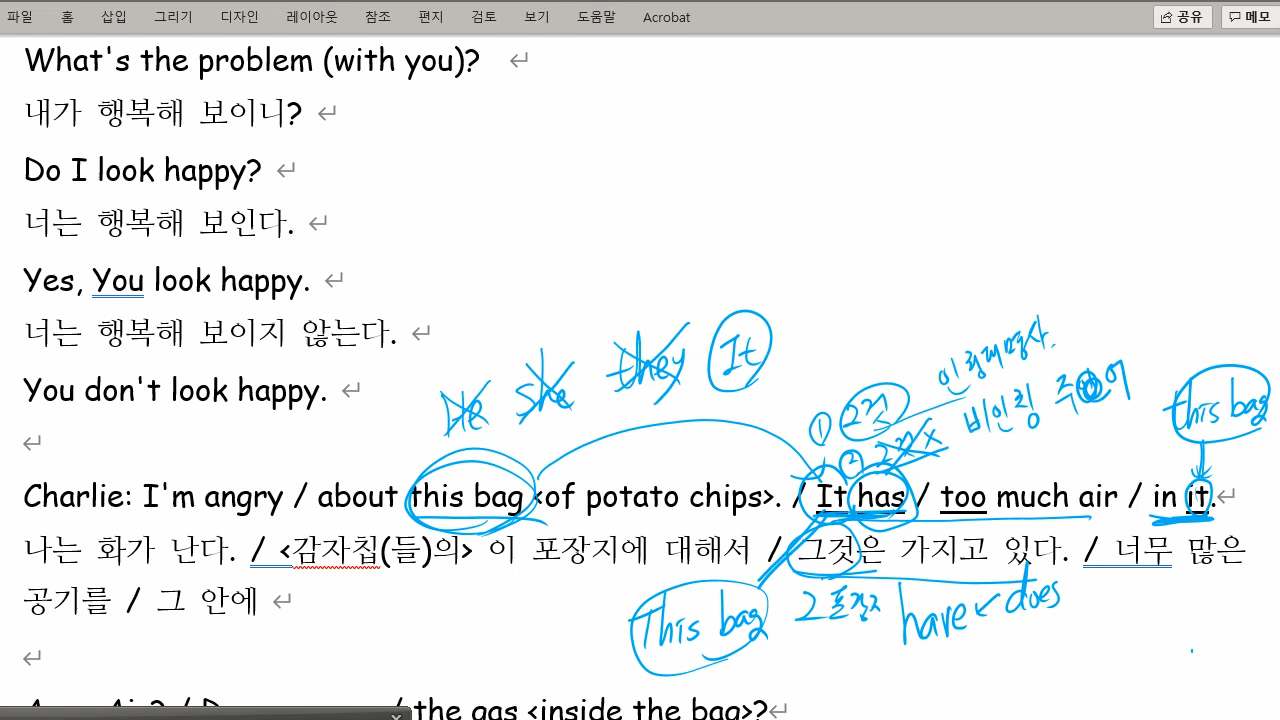 파일 홈 삽입 그리기 디자인 레이아웃 참조 편지 검토 보기 도움말 Acrobat 공유 메모
What's the problem (with you)?
내가 행복해 보이니?
Do I look happy?
너는 행복해 보인다.
Yes, You look happy.
너는 행복해 보이지 않는다.
You don't look happy.
He she they It
① 그것 인칭대명사.
② 그것 X 비인칭 주어
this bag
Charlie: I'm angry / about this bag <of potato chips>. / It has / too much air / in it.
나는 화가 난다. / <감자칩(들)의> 이 포장지에 대해서 / 그것은 가지고 있다. / 너무 많은
공기를 / 그 안에
This bag 그 포장지 have does
the gas <inside the bag>?